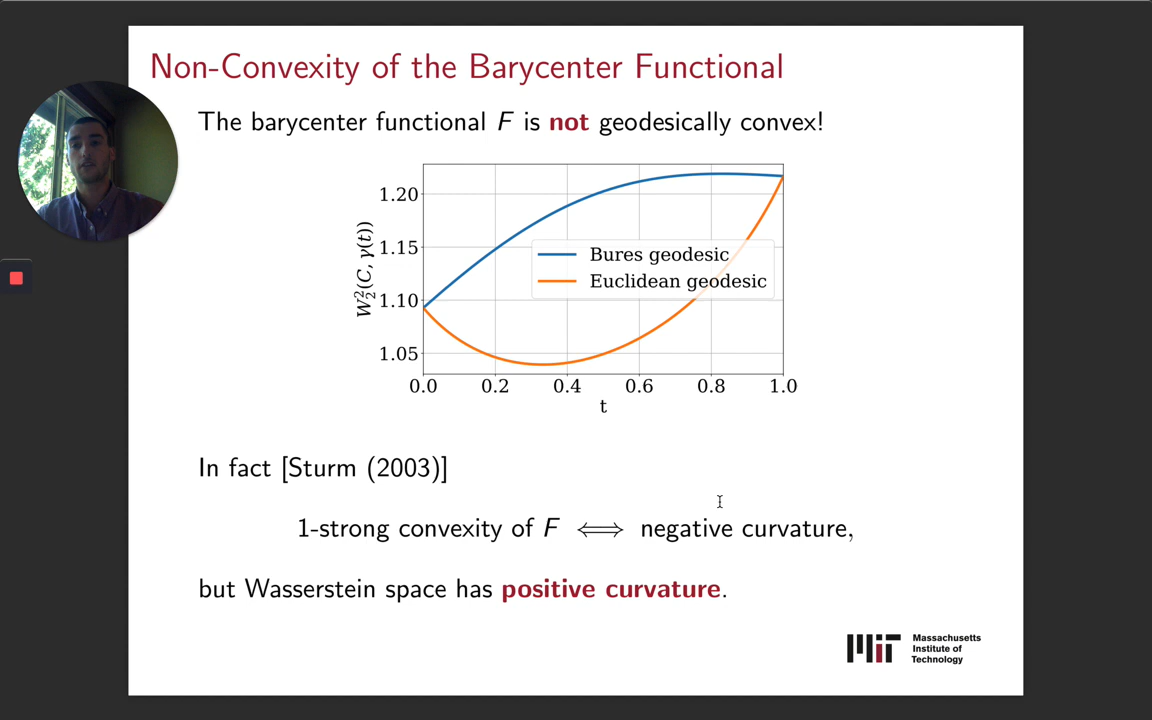 Non-Convexity of the Barycenter Functional
The barycenter functional F is not geodesically convex!
1.20
1.15
1.10
1.05
W₂²(C, γ(t))
Bures geodesic
Euclidean geodesic
0.0 0.2 0.4 0.6 0.8 1.0
t
In fact [Sturm (2003)]
1-strong convexity of F ⟺ negative curvature,
but Wasserstein space has positive curvature.
MIT
Massachusetts
Institute of
Technology